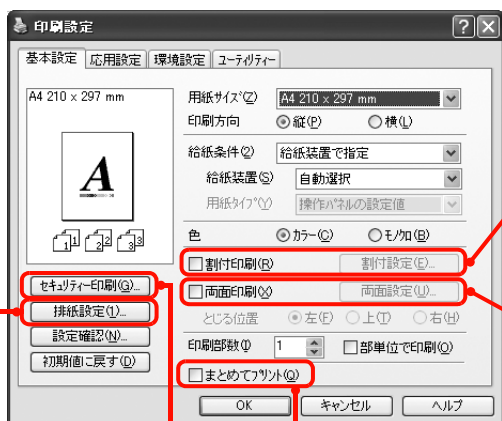 印刷設定
基本設定 応用設定 環境設定 ユーティリティー
A4 210 x 297 mm
A
1 1 2 2 3 3
セキュリティー印刷(G)...
排紙設定(1)...
設定確認(N)...
初期値に戻す(D)
用紙サイズ(Z) A4 210 x 297 mm
印刷方向 縦(P) 横(L)
給紙条件(2) 給紙装置で指定
給紙装置(S) 自動選択
用紙タイプ(Y) 操作パネルの設定値
色 カラー(C) モノクロ(B)
割付印刷(R) 割付設定(E)...
両面印刷(X) 両面設定(U)...
とじる位置 左(F) 上(T) 右(H)
印刷部数(I) 1 部単位で印刷(O)
まとめてプリント(Q)
OK キャンセル ヘルプ